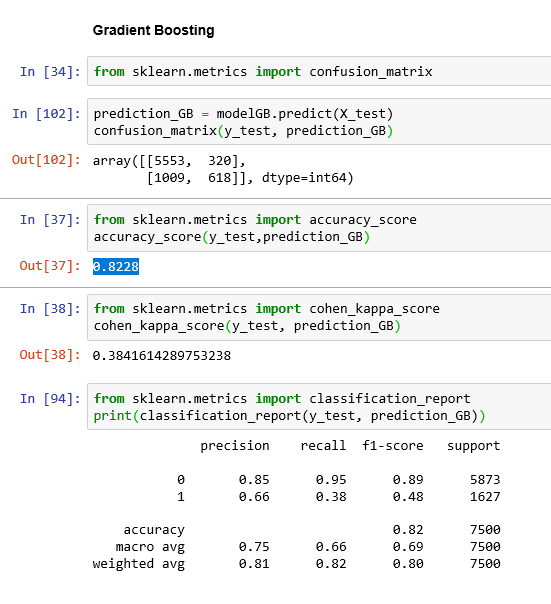 Gradient Boosting
In [34]: from sklearn.metrics import confusion_matrix
In [102]: prediction_GB = modelGB.predict(X_test)
confusion_matrix(y_test, prediction_GB)
Out[102]: array([[5553, 320],
[1009, 618]], dtype=int64)
In [37]: from sklearn.metrics import accuracy_score
accuracy_score(y_test,prediction_GB)
Out[37]: 0.8228
In [38]: from sklearn.metrics import cohen_kappa_score
cohen_kappa_score(y_test, prediction_GB)
Out[38]: 0.3841614289753238
In [94]: from sklearn.metrics import classification_report
print(classification_report(y_test, prediction_GB))
precision recall f1-score support
0 0.85 0.95 0.89 5873
1 0.66 0.38 0.48 1627
accuracy 0.82 7500
macro avg 0.75 0.66 0.69 7500
weighted avg 0.81 0.82 0.80 7500